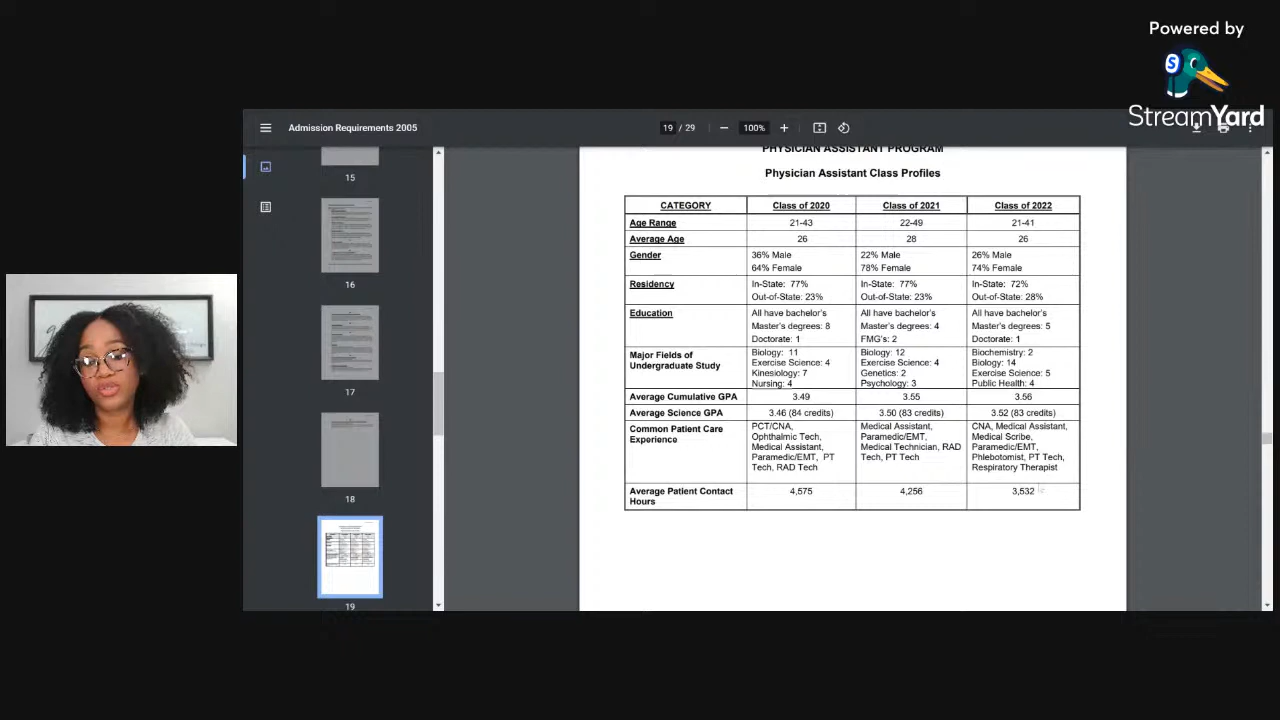 Powered by
S
StreamYard
Admission Requirements 2005
19 / 29
100%
15
16
17
18
19
PHYSICIAN ASSISTANT PROGRAM
Physician Assistant Class Profiles
CATEGORY Class of 2020 Class of 2021 Class of 2022
Age Range 21-43 22-49 21-41
Average Age 26 28 26
Gender 36% Male 22% Male 26% Male
64% Female 78% Female 74% Female
Residency In-State: 77% In-State: 77% In-State: 72%
Out-of-State: 23% Out-of-State: 23% Out-of-State: 28%
Education All have bachelor's All have bachelor's All have bachelor's
Master's degrees: 8 Master's degrees: 4 Master's degrees: 5
Doctorate: 1 FMG's: 2 Doctorate: 1
Major Fields of Biology: 11 Biology: 12 Biochemistry: 2
Undergraduate Study Exercise Science: 4 Exercise Science: 4 Biology: 14
Kinesiology: 7 Genetics: 2 Exercise Science: 5
Nursing: 4 Psychology: 3 Public Health: 4
Average Cumulative GPA 3.49 3.55 3.56
Average Science GPA 3.46 (84 credits) 3.50 (83 credits) 3.52 (83 credits)
Common Patient Care PCT/CNA, Medical Assistant, CNA, Medical Assistant,
Experience Ophthalmic Tech, Paramedic/EMT, Medical Scribe,
Medical Assistant, Medical Technician, RAD Paramedic/EMT,
Paramedic/EMT, PT Tech, PT Tech Phlebotomist, PT Tech,
Tech, RAD Tech Respiratory Therapist
Average Patient Contact 4,575 4,256 3,532
Hours